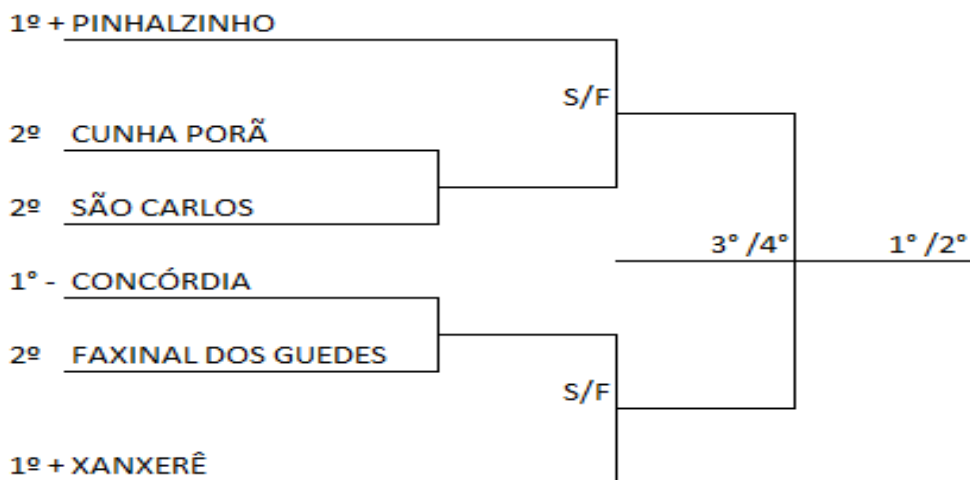 1º + PINHALZINHO
S/F
2º CUNHA PORÃ
2º SÃO CARLOS
3° /4° 1° /2°
1° - CONCÓRDIA
2º FAXINAL DOS GUEDES
S/F
1º + XANXERÊ